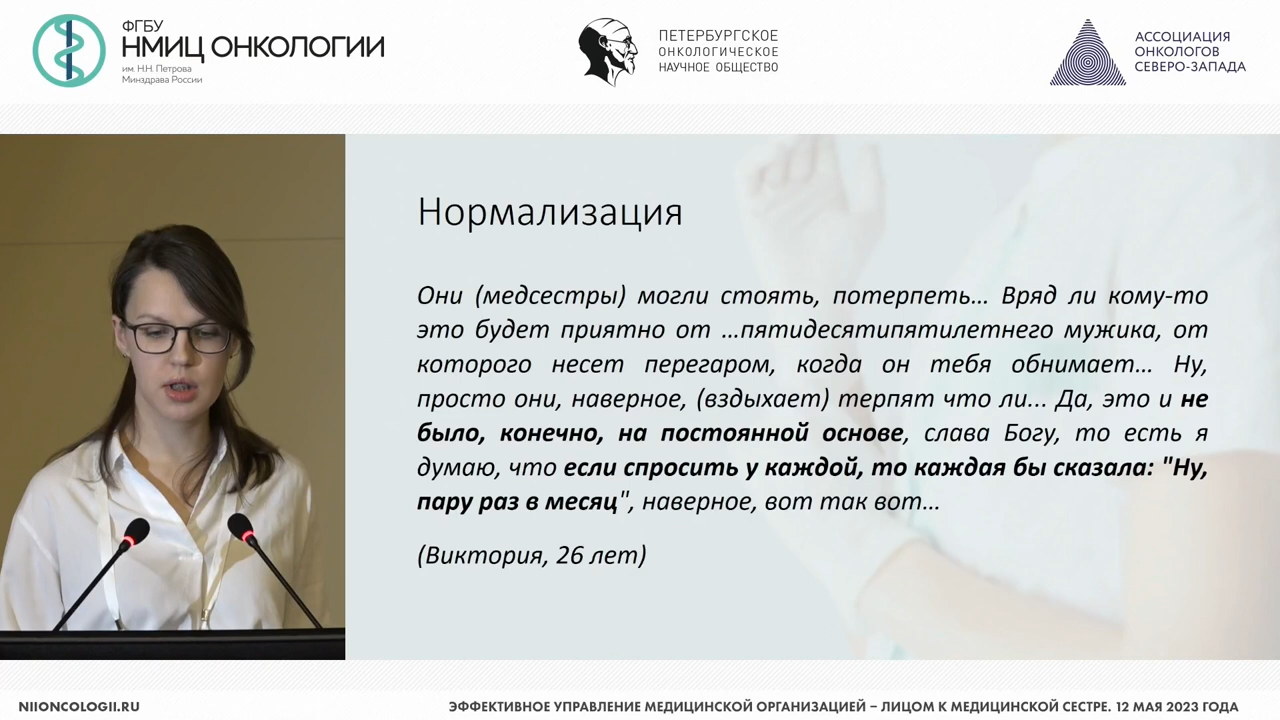 ФГБУ
НМИЦ ОНКОЛОГИИ
им. Н.Н. Петрова
Минздрава России
ПЕТЕРБУРГСКОЕ
ОНКОЛОГИЧЕСКОЕ
НАУЧНОЕ ОБЩЕСТВО
АССОЦИАЦИЯ
ОНКОЛОГОВ
СЕВЕРО-ЗАПАДА
Нормализация
Они (медсестры) могли стоять, потерпеть... Вряд ли кому-то
это будет приятно от ...пятидесятипятилетнего мужика, от
которого несет перегаром, когда он тебя обнимает... Ну,
просто они, наверное, (вздыхает) терпят что ли... Да, это и не
было, конечно, на постоянной основе, слава Богу, то есть я
думаю, что если спросить у каждой, то каждая бы сказала: "Ну,
пару раз в месяц", наверное, вот так вот...
(Виктория, 26 лет)
NIIONCOLOGII.RU
ЭФФЕКТИВНОЕ УПРАВЛЕНИЕ МЕДИЦИНСКОЙ ОРГАНИЗАЦИЕЙ – ЛИЦОМ К МЕДИЦИНСКОЙ СЕСТРЕ. 12 МАЯ 2023 ГОДА